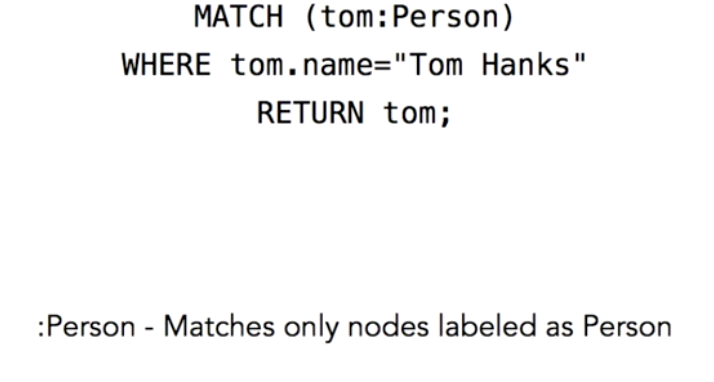 MATCH (tom:Person)
WHERE tom.name="Tom Hanks"
RETURN tom;
:Person - Matches only nodes labeled as Person